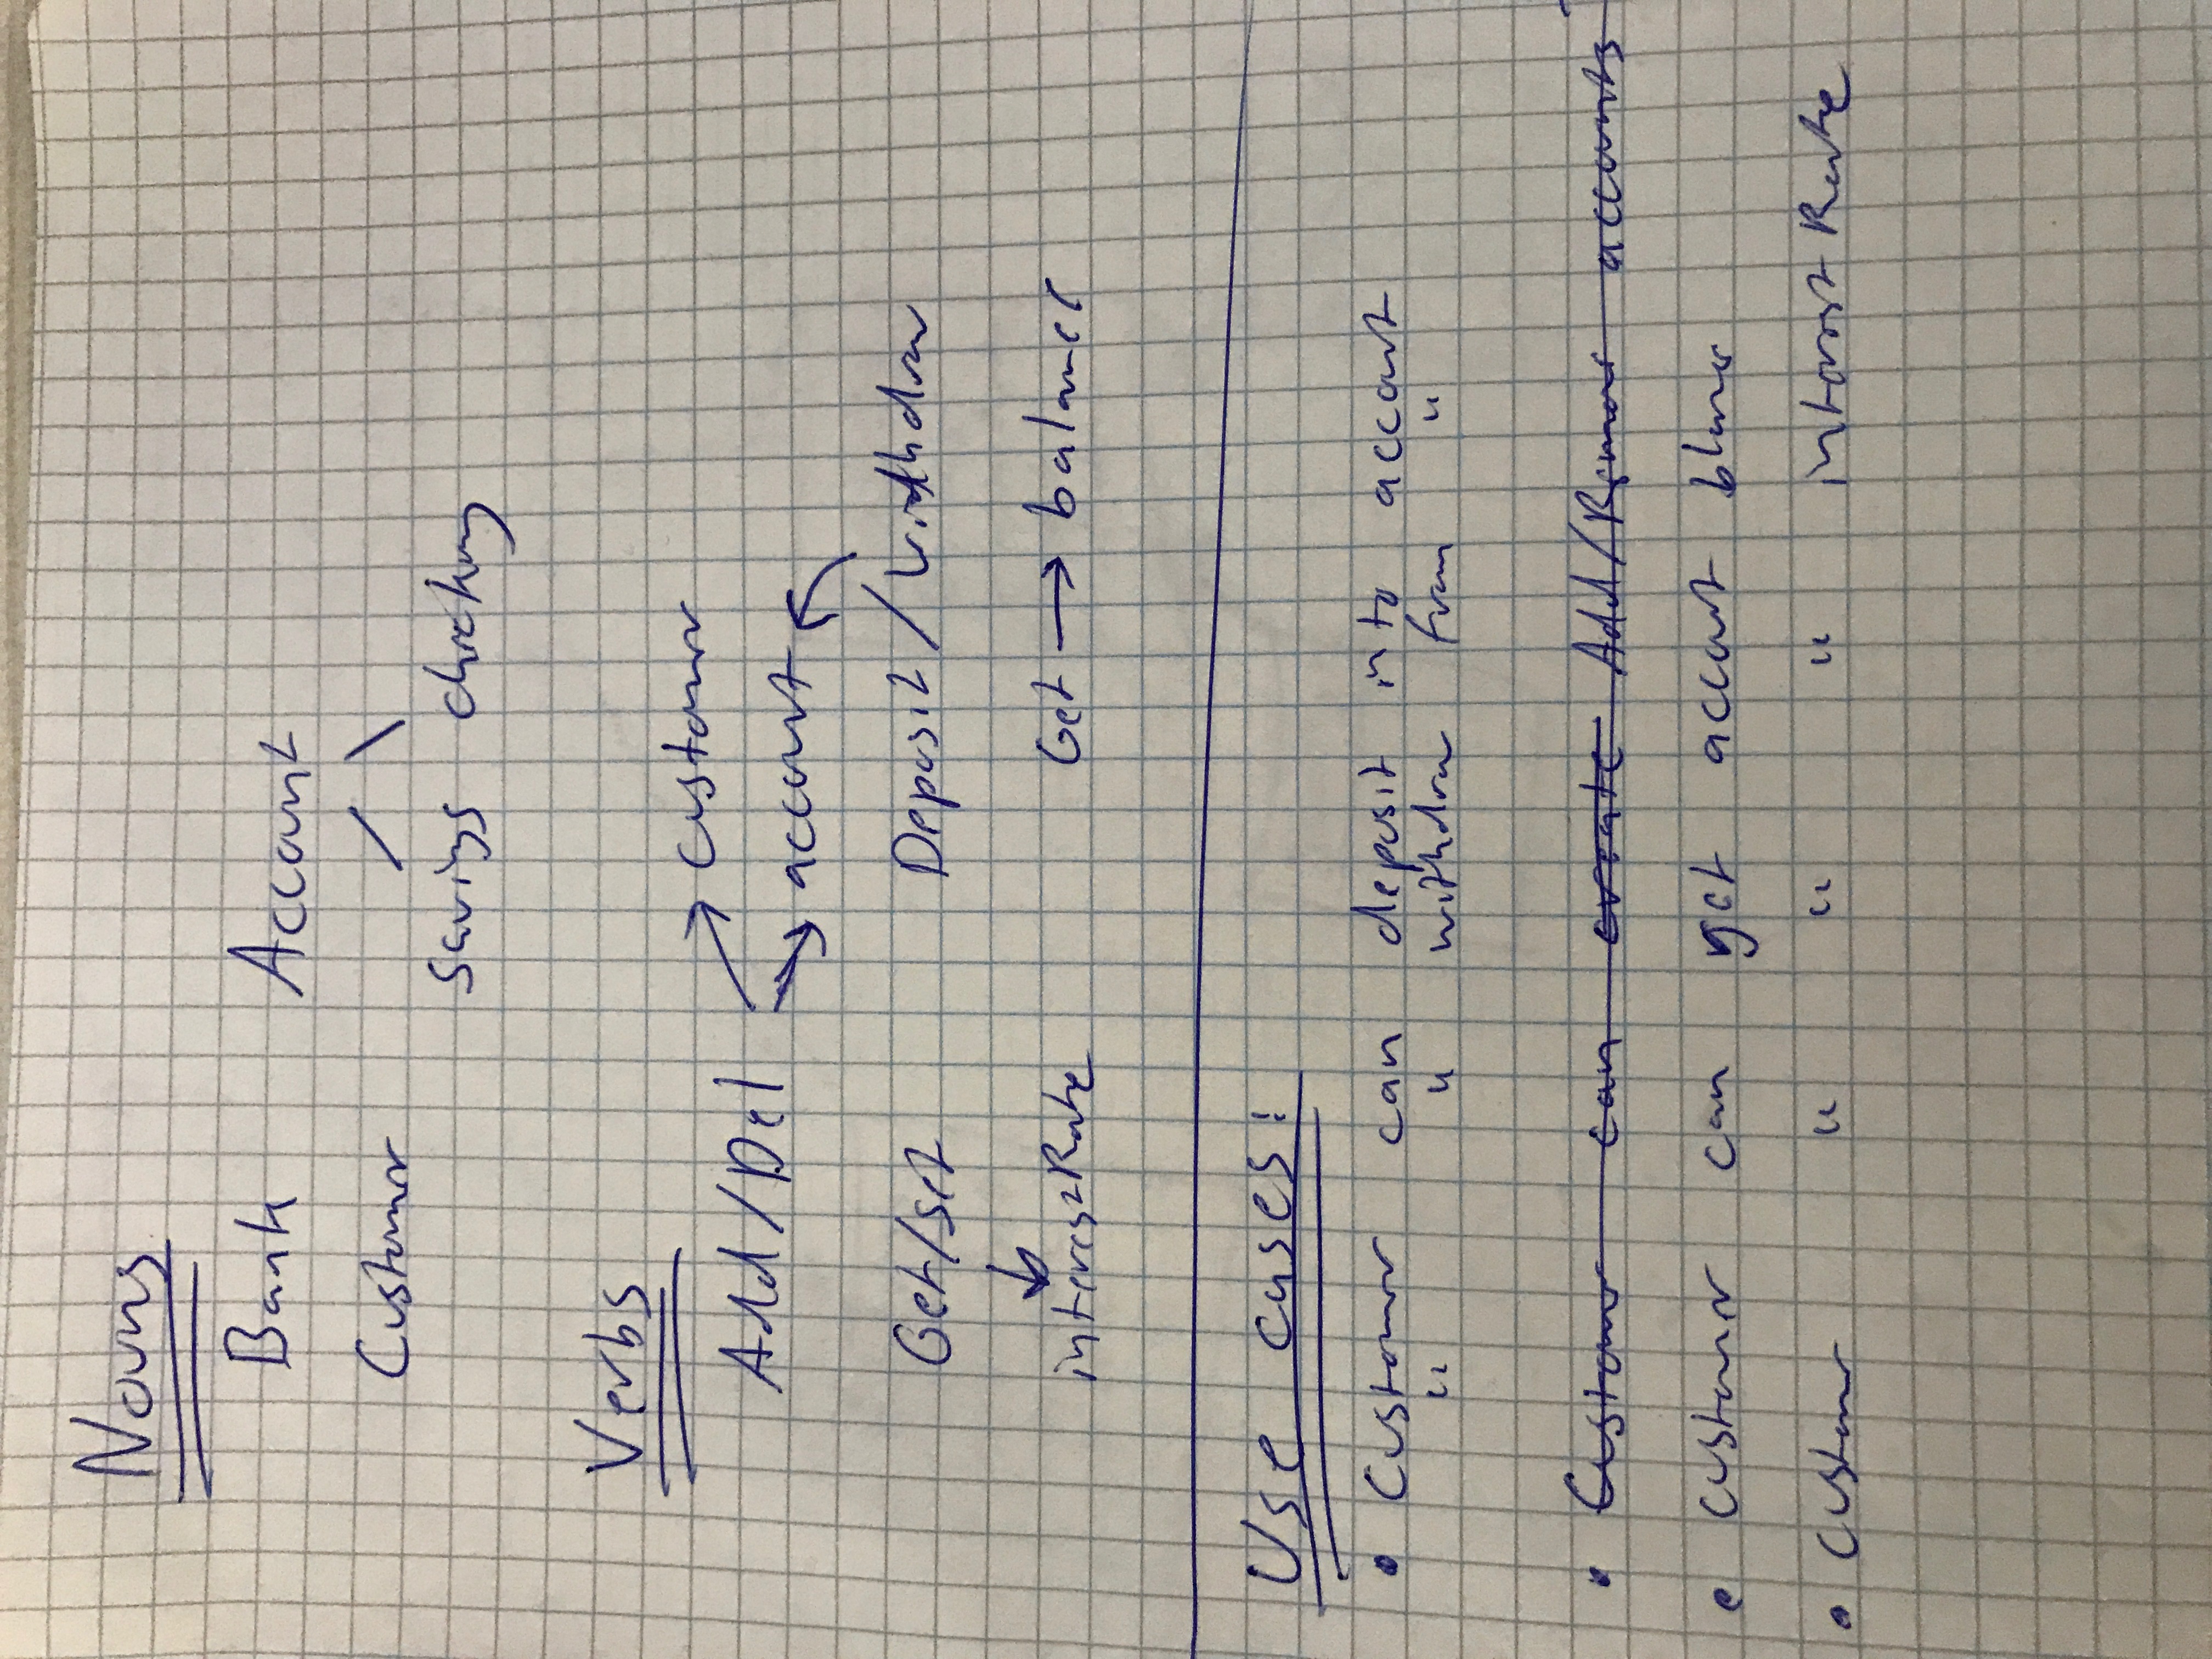 Nouns
Bank Account
Customer
Savings checking
Verbs
Add/Del customer
account
Get/set Deposit/withdraw
interestRate Get → balance
Use cases:
• Customer can deposit into account
" " withdraw from "
• Customer can create Add/Remove accounts
• customer can get account blance
• Customer " " " interest Rate